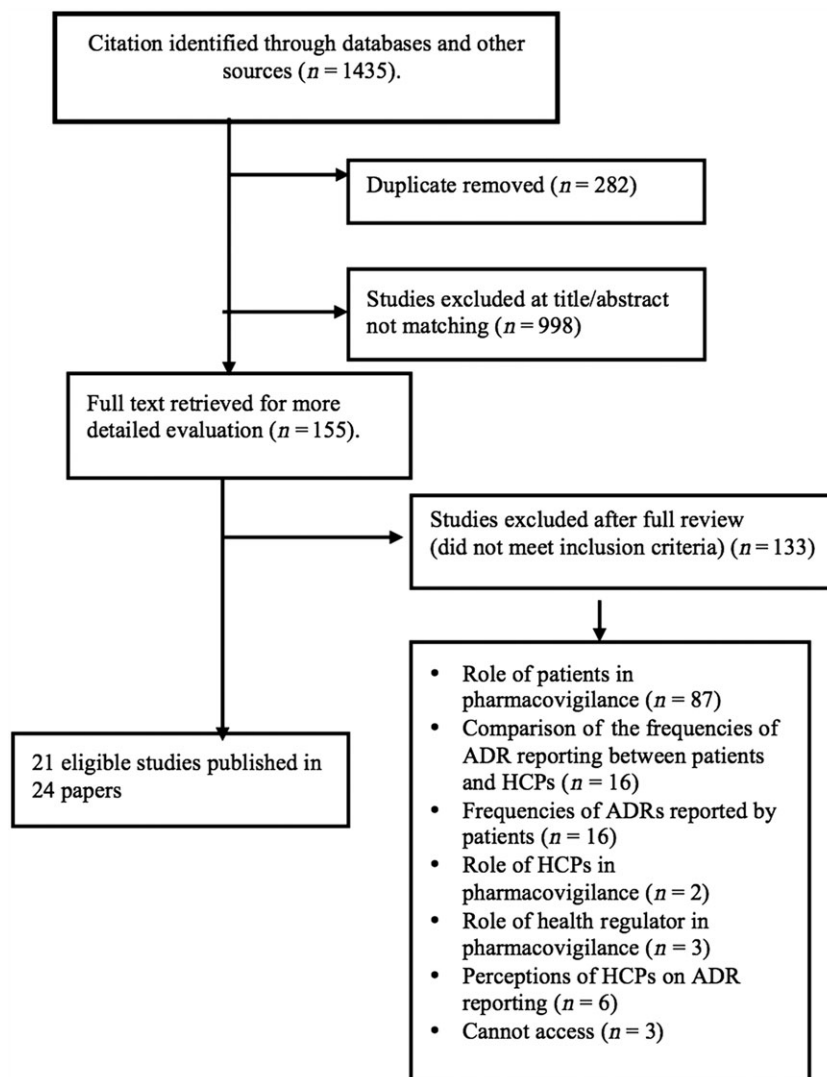 Citation identified through databases and other
sources (n = 1435).
Duplicate removed (n = 282)
Studies excluded at title/abstract
not matching (n = 998)
Full text retrieved for more
detailed evaluation (n = 155).
Studies excluded after full review
(did not meet inclusion criteria) (n = 133)
• Role of patients in
pharmacovigilance (n = 87)
• Comparison of the frequencies of
ADR reporting between patients
and HCPs (n = 16)
• Frequencies of ADRs reported by
patients (n = 16)
• Role of HCPs in
pharmacovigilance (n = 2)
• Role of health regulator in
pharmacovigilance (n = 3)
• Perceptions of HCPs on ADR
reporting (n = 6)
• Cannot access (n = 3)
21 eligible studies published in
24 papers